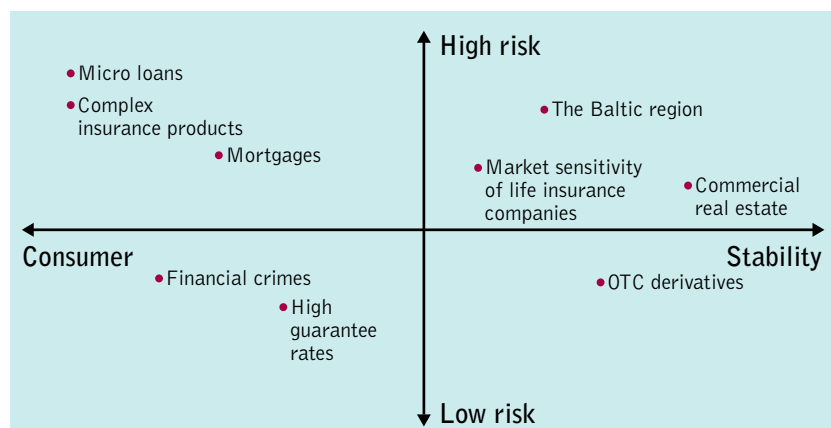 High risk
Micro loans
Complex
insurance products
Mortgages
The Baltic region
Market sensitivity
of life insurance
companies
Commercial
real estate
Consumer
Stability
Financial crimes
High
guarantee
rates
OTC derivatives
Low risk